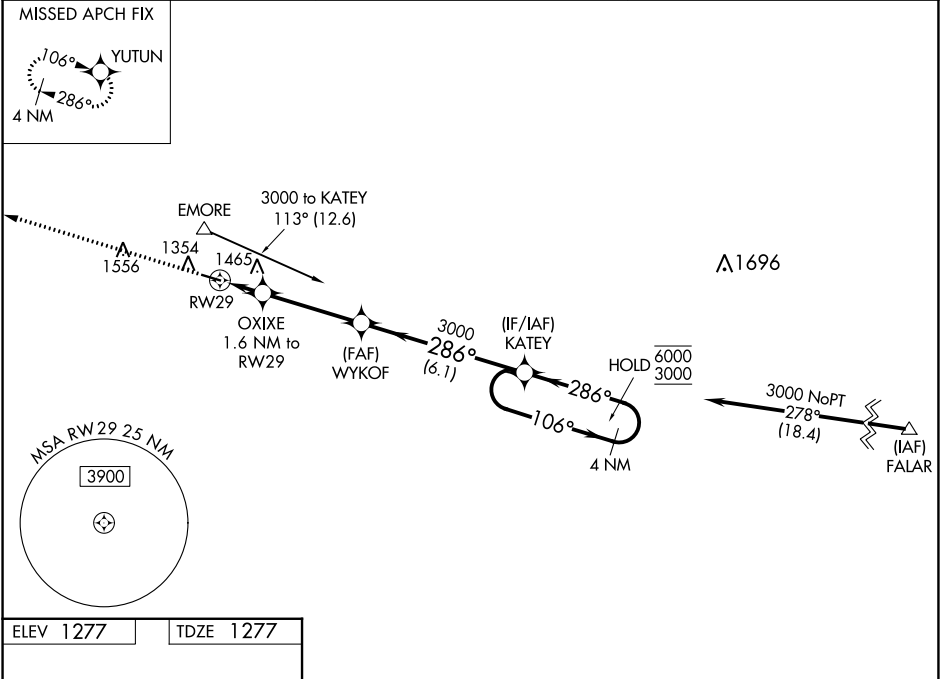 MISSED APCH FIX
106°
YUTUN
286°
4 NM
3000 to KATEY
113° (12.6)
EMORE
1556
1354
1465
1696
RW29
OXIXE
1.6 NM to
RW29
(FAF)
WYKOF
3000
286°
(6.1)
(IF/IAF)
KATEY
HOLD
6000
3000
286°
106°
4 NM
3000 NoPT
278°
(18.4)
(IAF)
FALAR
MSA RW29 25 NM
3900
ELEV 1277
TDZE 1277